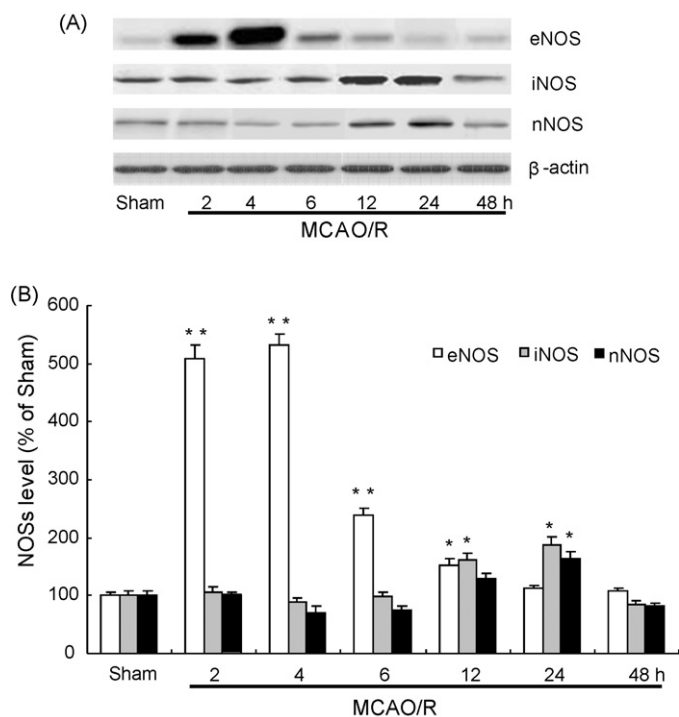 (A)
eNOS
iNOS
nNOS
β-actin
Sham 2 4 6 12 24 48 h
MCAO/R
(B)
NOSs level (% of Sham)
600
500
400
300
200
100
0
** ** ** * * * *
eNOS iNOS nNOS
Sham 2 4 6 12 24 48 h
MCAO/R